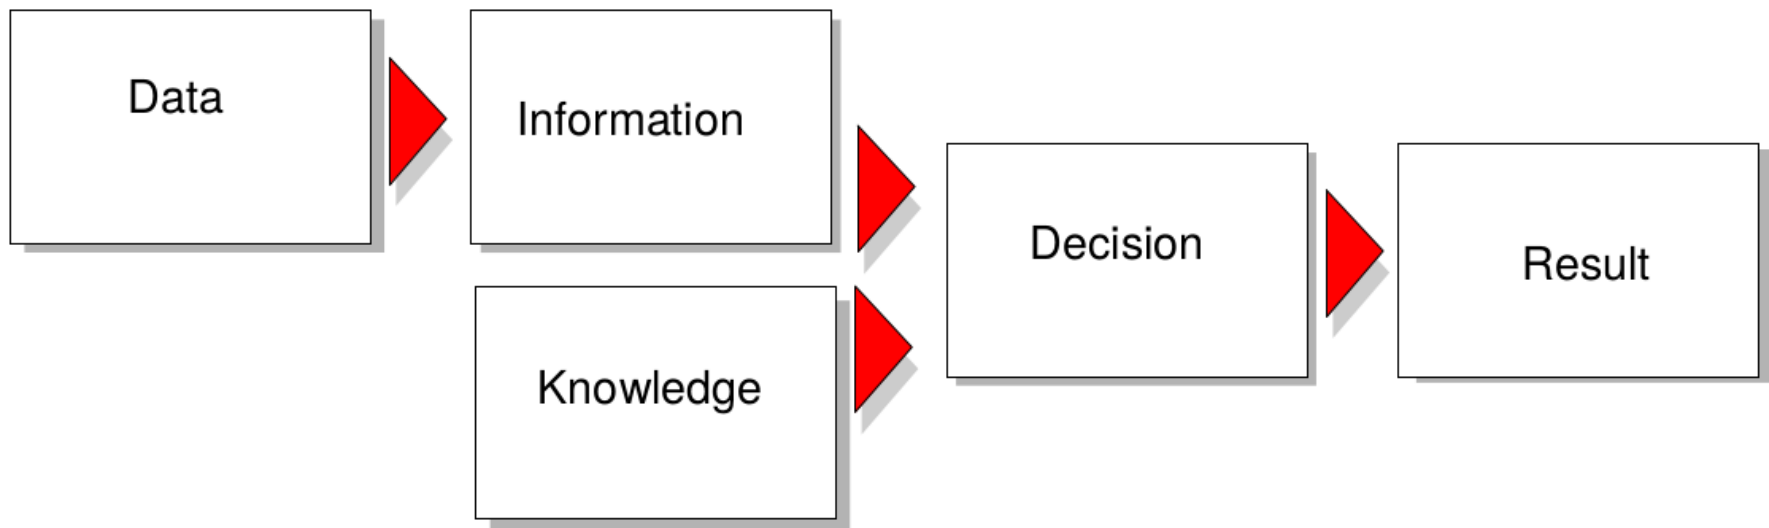 Data
Information
Knowledge
Decision
Result